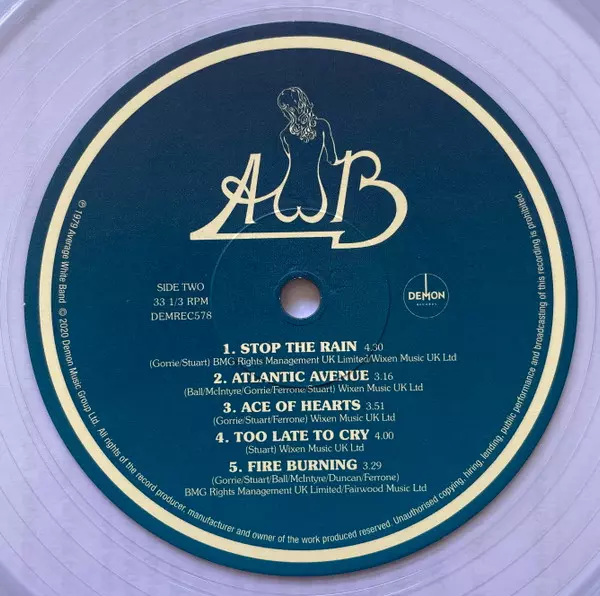 AWB
SIDE TWO
33 1/3 RPM
DEMREC578
DEMON
RECORDS
1. STOP THE RAIN 4.30
(Gorrie/Stuart) BMG Rights Management UK Limited/Wixen Music UK Ltd
2. ATLANTIC AVENUE 3.16
(Ball/McIntyre/Gorrie/Ferrone/Stuart) Wixen Music UK Ltd
3. ACE OF HEARTS 3.51
(Gorrie/Stuart/Ferrone) Wixen Music UK Ltd
4. TOO LATE TO CRY 4.00
(Stuart) Wixen Music UK Ltd
5. FIRE BURNING 3.29
(Gorrie/Stuart/Ball/McIntyre/Duncan/Ferrone)
BMG Rights Management UK Limited/Fairwood Music Ltd
℗ 1979 Average White Band © 2020 Demon Music Group Ltd. All rights of the record producer, manufacturer and owner of the work produced reserved. Unauthorised copying, hiring, lending, public performance and broadcasting of this recording is prohibited.